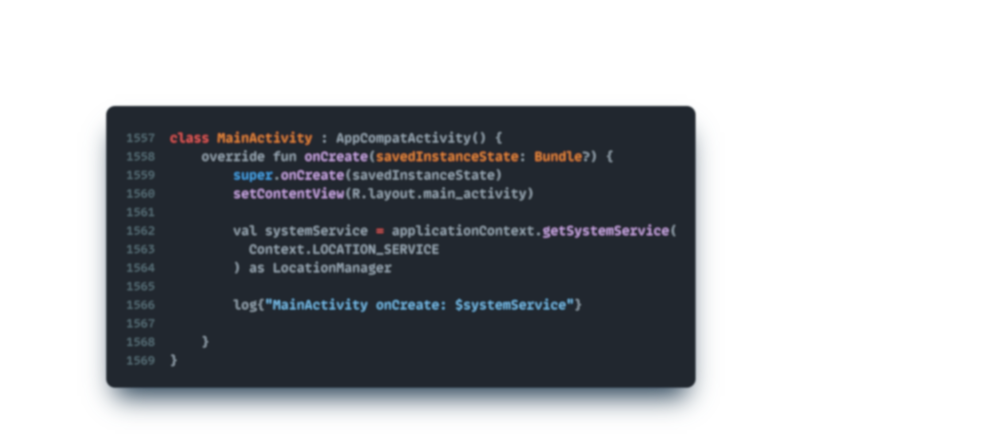 1557 class MainActivity : AppCompatActivity() {
1558     override fun onCreate(savedInstanceState: Bundle?) {
1559         super.onCreate(savedInstanceState)
1560         setContentView(R.layout.main_activity)
1561
1562         val systemService = applicationContext.getSystemService(
1563           Context.LOCATION_SERVICE
1564         ) as LocationManager
1565
1566         log{"MainActivity onCreate: $systemService"}
1567
1568     }
1569 }